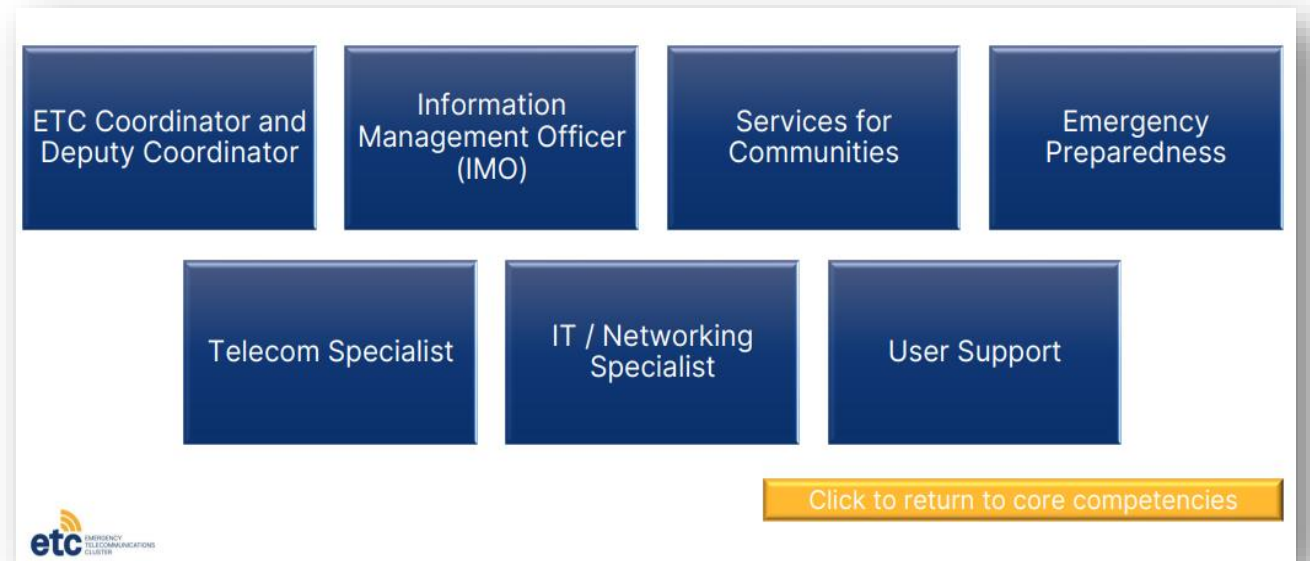 ETC Coordinator and
Deputy Coordinator
Information
Management Officer
(IMO)
Services for
Communities
Emergency
Preparedness
Telecom Specialist
IT / Networking
Specialist
User Support
Click to return to core competencies
etc
EMERGENCY
TELECOMMUNICATIONS
CLUSTER